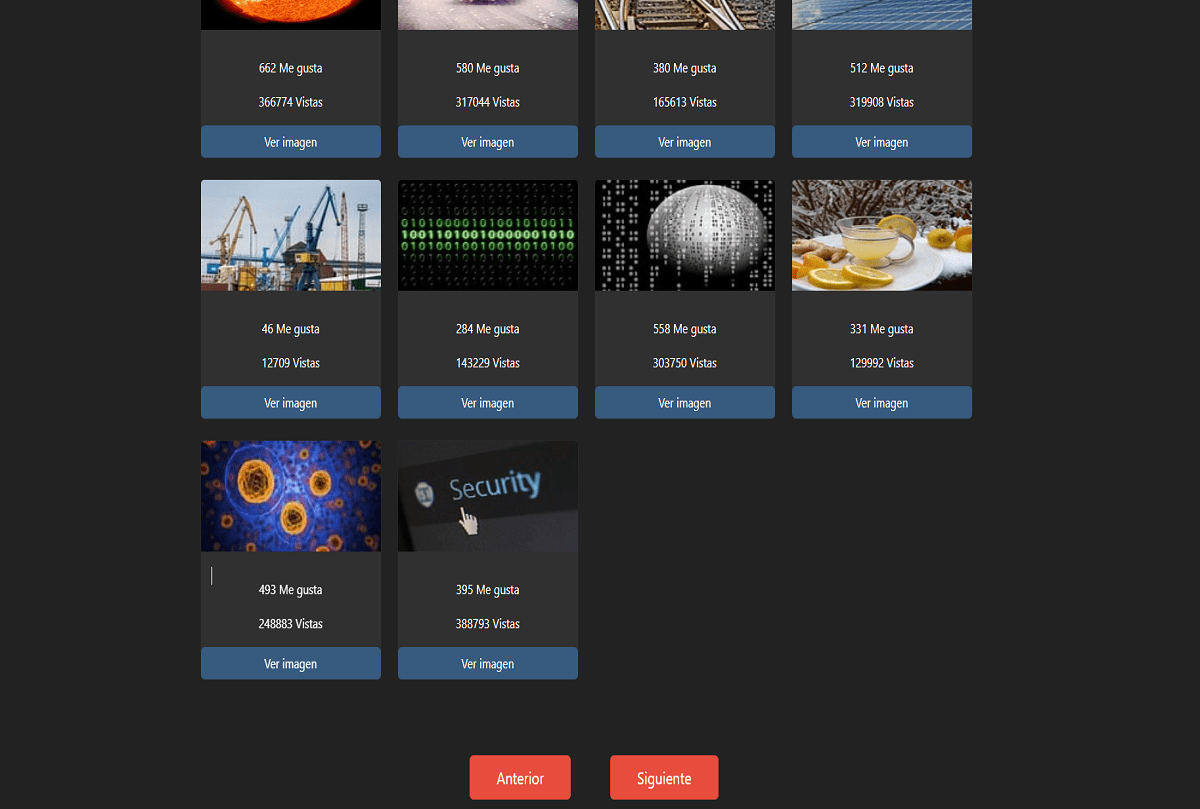 662 Me gusta
580 Me gusta
380 Me gusta
512 Me gusta
366774 Vistas
317044 Vistas
165613 Vistas
319908 Vistas
Ver imagen
Ver imagen
Ver imagen
Ver imagen
0101000101001010011
1001101001000001010
46 Me gusta
284 Me gusta
558 Me gusta
331 Me gusta
12709 Vistas
143229 Vistas
303750 Vistas
129992 Vistas
Ver imagen
Ver imagen
Ver imagen
Ver imagen
Security
493 Me gusta
395 Me gusta
248883 Vistas
388793 Vistas
Ver imagen
Ver imagen
Anterior
Siguiente